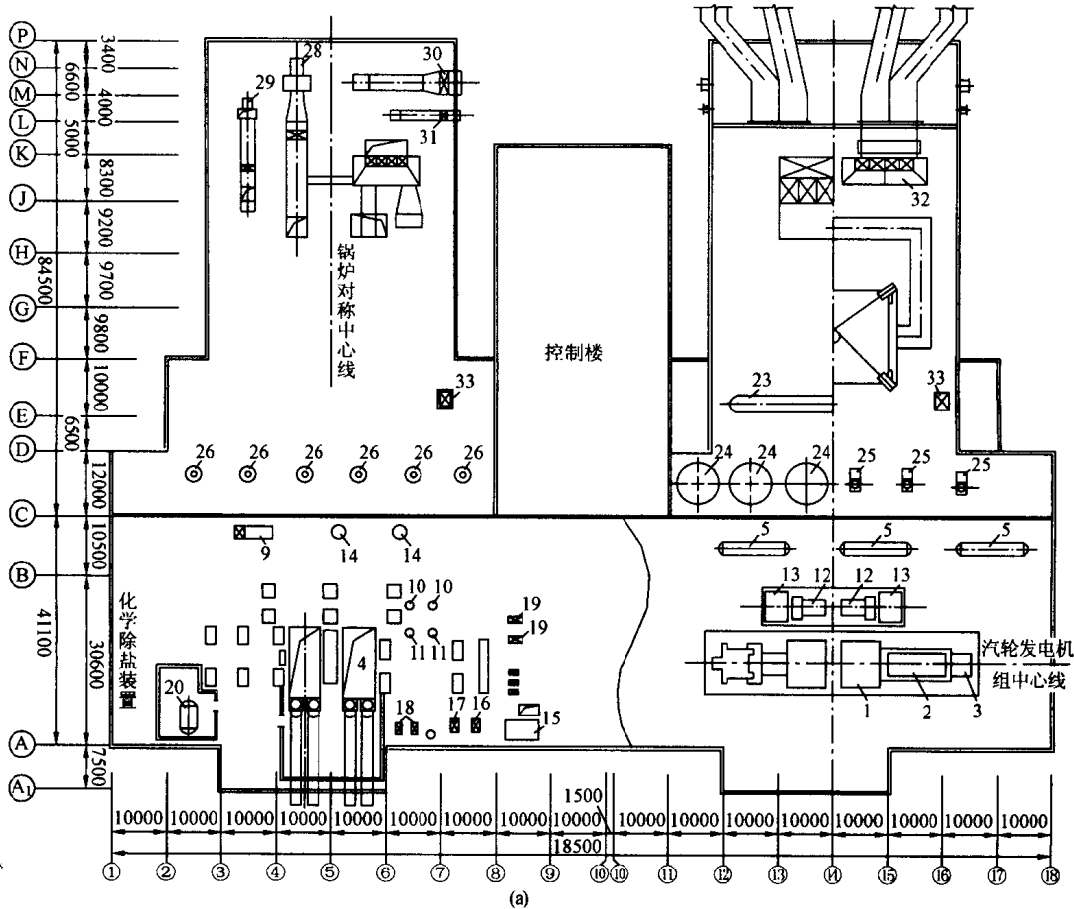 P
N
M
L
K
J
H
G
F
E
D
C
B
A
A1
3400
6600
4000
5000
8300
9200
9700
9800
10000
6500
12000
10500
30600
7500
84500
41100
28
29
30
31
32
锅炉对称中心线
控制楼
33
23
33
26 26 26 26 26 26
24 24 24 25 25 25
9 14 14
5 5 5
10 10
13 12 12 13
11 11
19
19
化学除盐装置
4
20
汽轮发电机
组中心线
1 2 3
18 17 16 15
1500
10000 10000 10000 10000 10000 10000 10000 10000 10000 10000 10000 10000 10000 10000 10000 10000 10000
18500
① ② ③ ④ ⑤ ⑥ ⑦ ⑧ ⑨ ⑩ ⑩ ⑪ ⑫ ⑬ ⑭ ⑮ ⑯ ⑰ ⑱
(a)